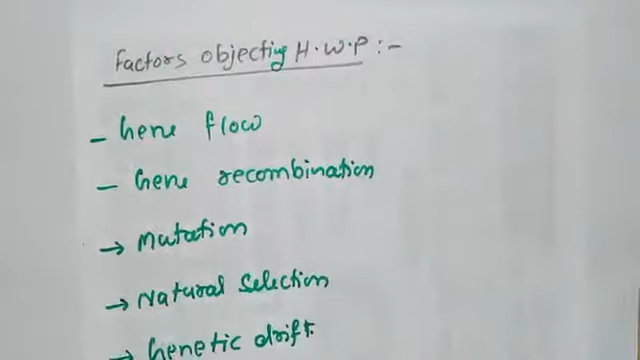 Factors objecting H.W.P :-
- Gene flow
- Gene recombination
→ Mutation
→ Natural Selection
→ Genetic drift.